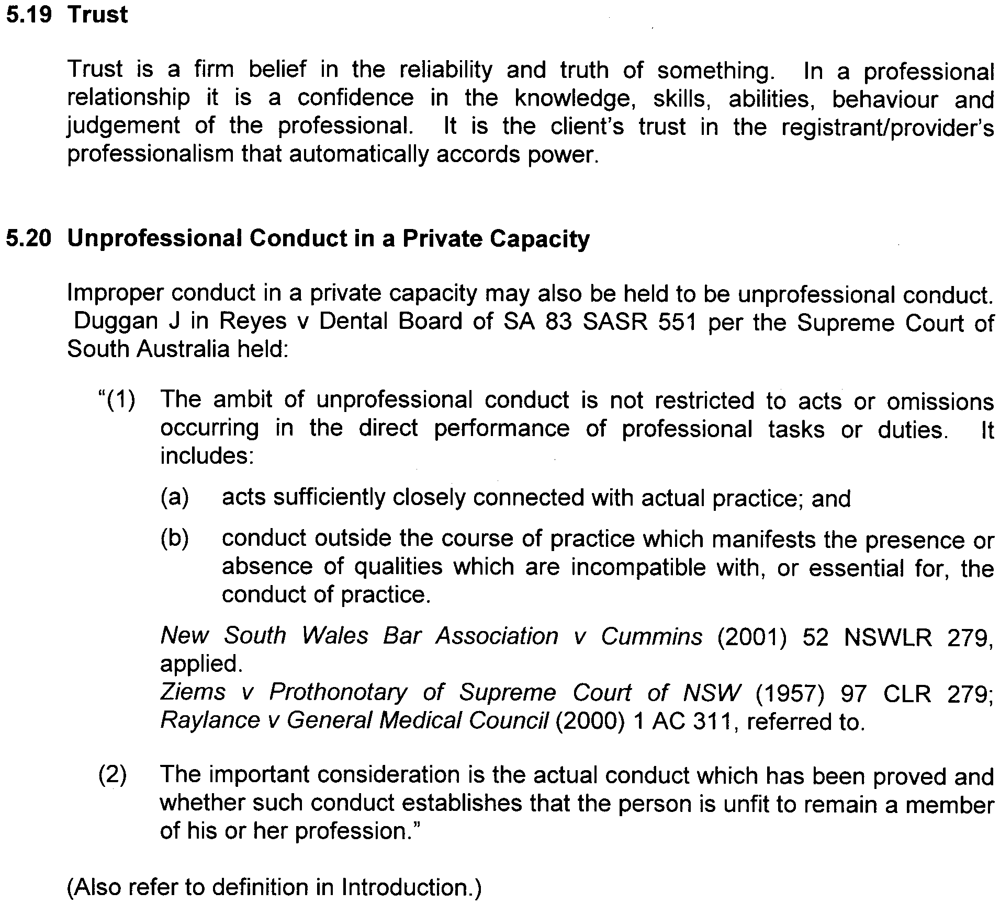 5.19 Trust
Trust is a firm belief in the reliability and truth of something. In a professional
relationship it is a confidence in the knowledge, skills, abilities, behaviour and
judgement of the professional. It is the client's trust in the registrant/provider's
professionalism that automatically accords power.
5.20 Unprofessional Conduct in a Private Capacity
Improper conduct in a private capacity may also be held to be unprofessional conduct.
Duggan J in Reyes v Dental Board of SA 83 SASR 551 per the Supreme Court of
South Australia held:
“(1) The ambit of unprofessional conduct is not restricted to acts or omissions
occurring in the direct performance of professional tasks or duties. It
includes:
(a) acts sufficiently closely connected with actual practice; and
(b) conduct outside the course of practice which manifests the presence or
absence of qualities which are incompatible with, or essential for, the
conduct of practice.
New South Wales Bar Association v Cummins (2001) 52 NSWLR 279,
applied.
Ziems v Prothonotary of Supreme Court of NSW (1957) 97 CLR 279;
Raylance v General Medical Council (2000) 1 AC 311, referred to.
(2) The important consideration is the actual conduct which has been proved and
whether such conduct establishes that the person is unfit to remain a member
of his or her profession.”
(Also refer to definition in Introduction.)